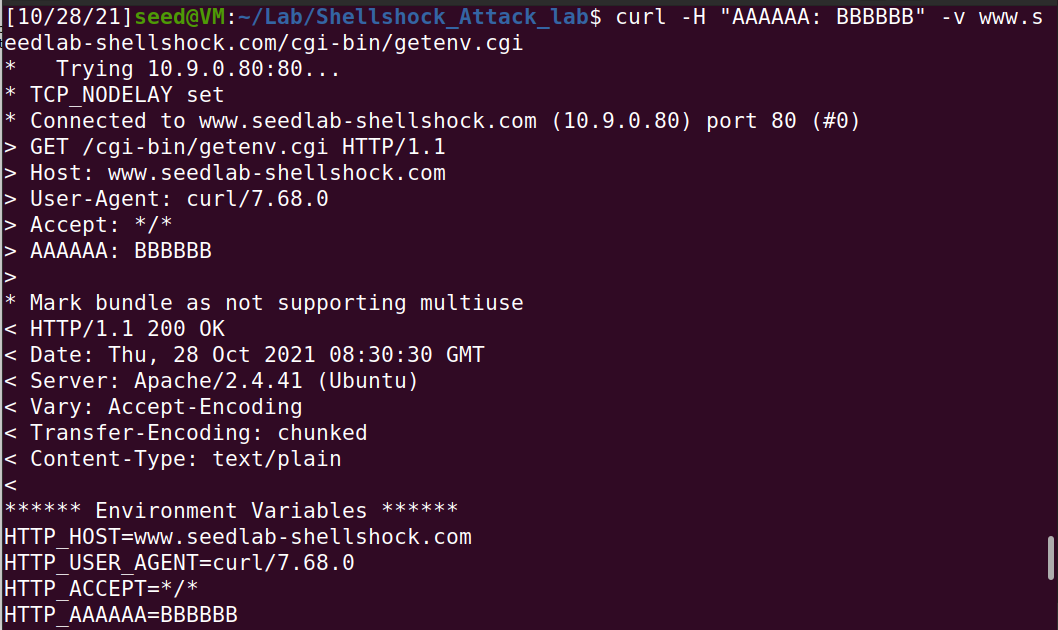 [10/28/21]seed@VM:~/Lab/Shellshock_Attack_lab$ curl -H "AAAAAA: BBBBBB" -v www.s
eedlab-shellshock.com/cgi-bin/getenv.cgi
*   Trying 10.9.0.80:80...
* TCP_NODELAY set
* Connected to www.seedlab-shellshock.com (10.9.0.80) port 80 (#0)
> GET /cgi-bin/getenv.cgi HTTP/1.1
> Host: www.seedlab-shellshock.com
> User-Agent: curl/7.68.0
> Accept: */*
> AAAAAA: BBBBBB
>
* Mark bundle as not supporting multiuse
< HTTP/1.1 200 OK
< Date: Thu, 28 Oct 2021 08:30:30 GMT
< Server: Apache/2.4.41 (Ubuntu)
< Vary: Accept-Encoding
< Transfer-Encoding: chunked
< Content-Type: text/plain
<
****** Environment Variables ******
HTTP_HOST=www.seedlab-shellshock.com
HTTP_USER_AGENT=curl/7.68.0
HTTP_ACCEPT=*/*
HTTP_AAAAAA=BBBBBB